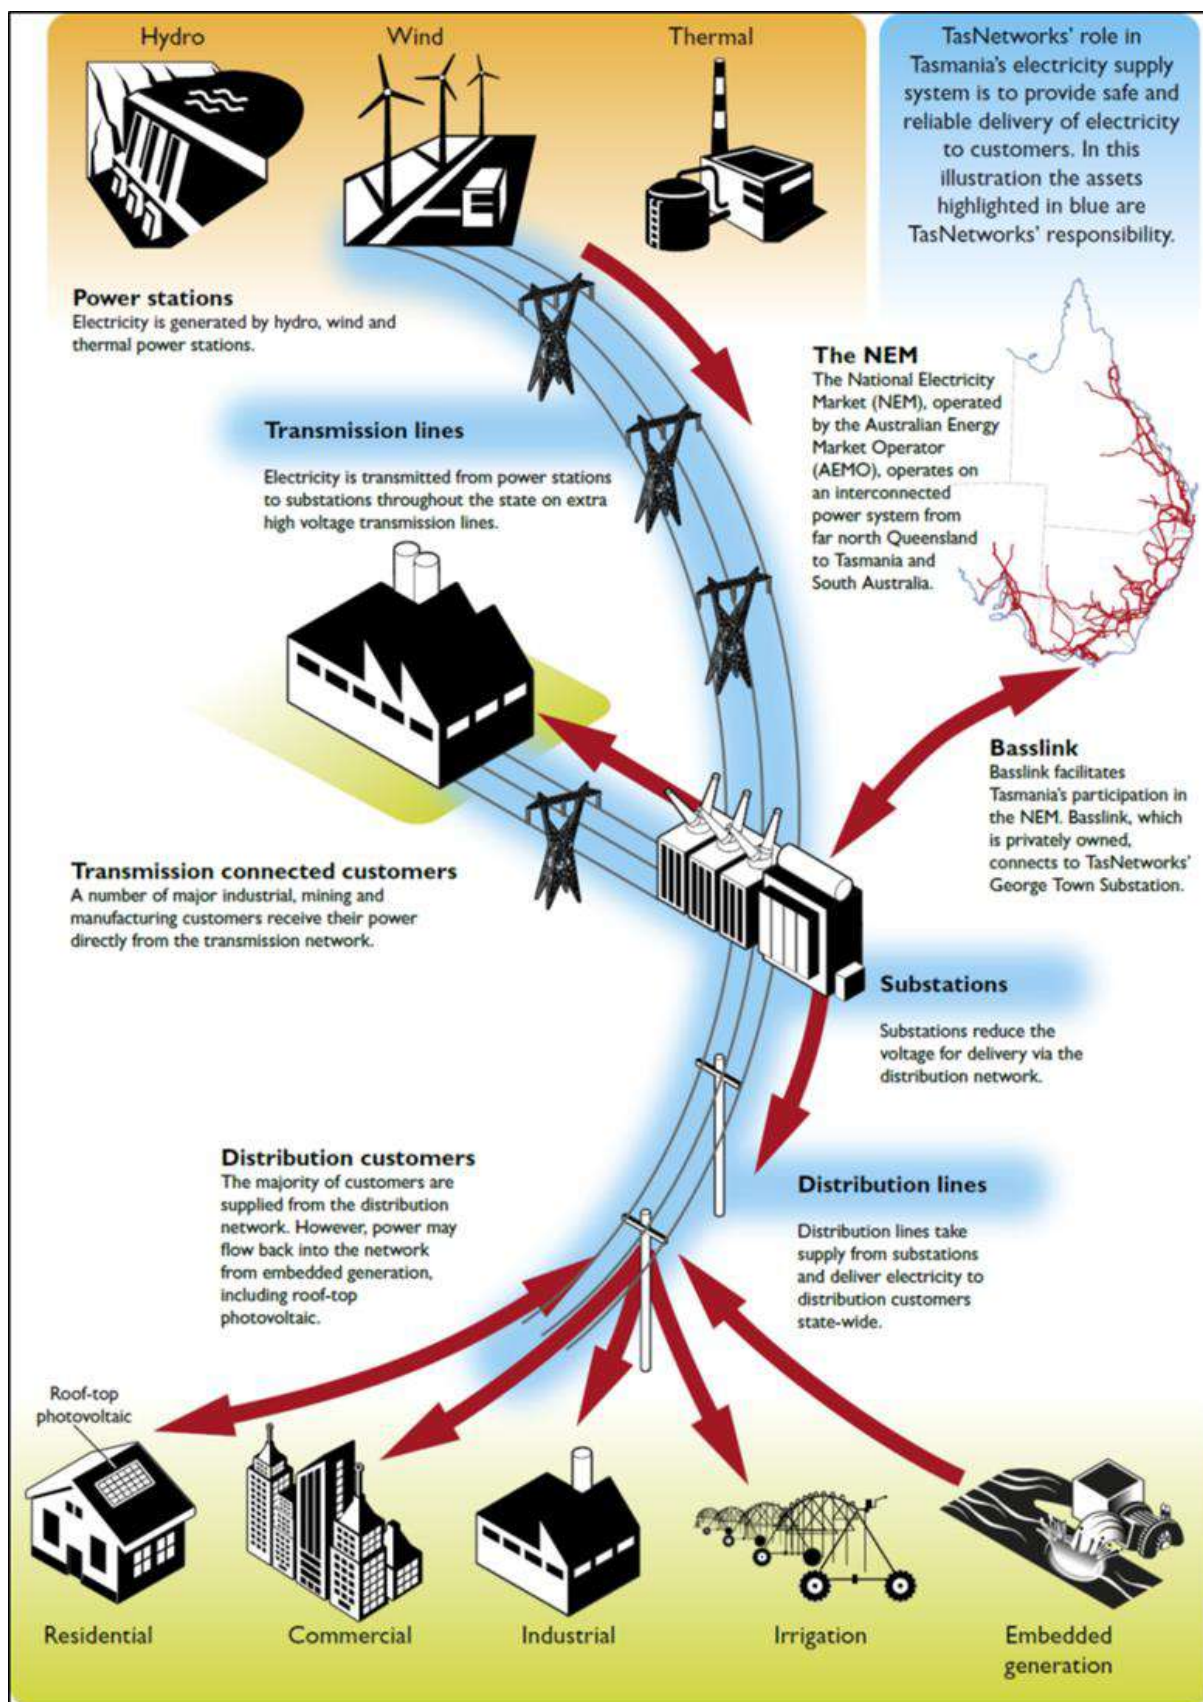 Hydro
Wind
Thermal
TasNetworks' role in
Tasmania's electricity supply
system is to provide safe and
reliable delivery of electricity
to customers. In this
illustration the assets
highlighted in blue are
TasNetworks' responsibility.
Power stations
Electricity is generated by hydro, wind and
thermal power stations.
The NEM
The National Electricity
Market (NEM), operated
by the Australian Energy
Market Operator
(AEMO), operates on
an interconnected
power system from
far north Queensland
to Tasmania and
South Australia.
Transmission lines
Electricity is transmitted from power stations
to substations throughout the state on extra
high voltage transmission lines.
Basslink
Basslink facilitates
Tasmania's participation in
the NEM. Basslink, which
is privately owned,
connects to TasNetworks'
George Town Substation.
Transmission connected customers
A number of major industrial, mining and
manufacturing customers receive their power
directly from the transmission network.
Substations
Substations reduce the
voltage for delivery via the
distribution network.
Distribution customers
The majority of customers are
supplied from the distribution
network. However, power may
flow back into the network
from embedded generation,
including roof-top
photovoltaic.
Distribution lines
Distribution lines take
supply from substations
and deliver electricity to
distribution customers
state-wide.
Roof-top
photovoltaic
Residential
Commercial
Industrial
Irrigation
Embedded
generation